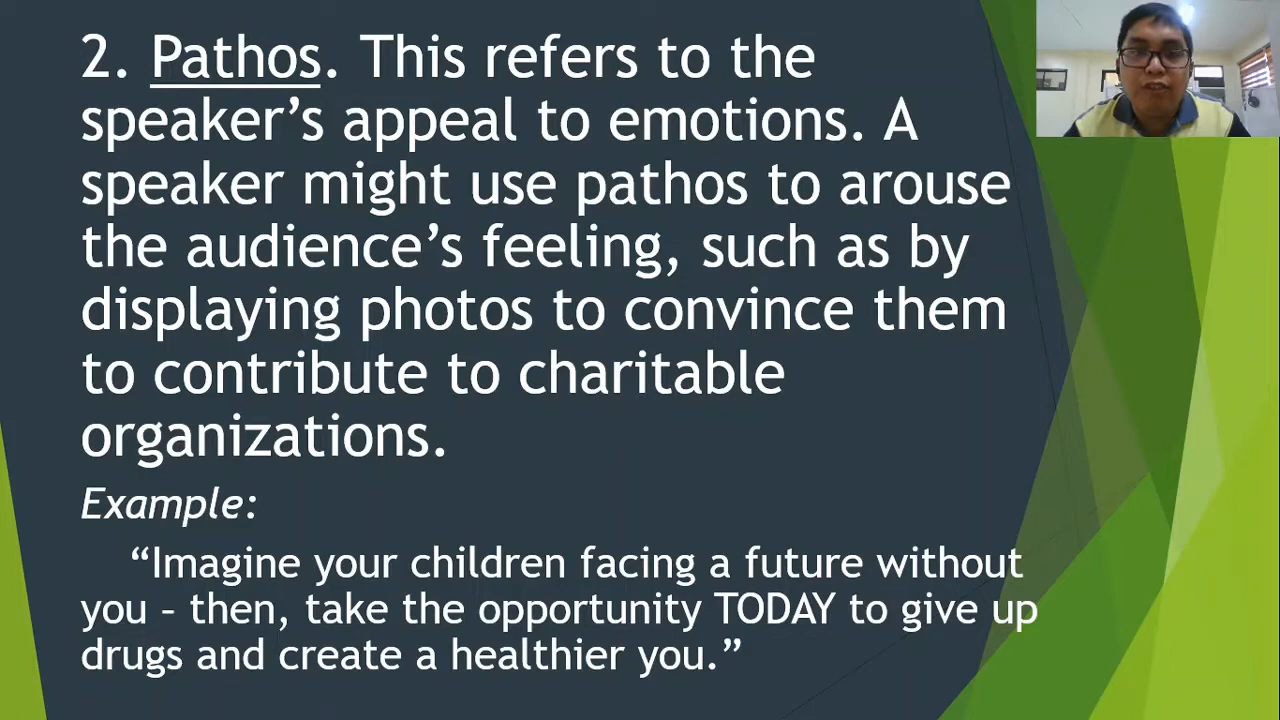 2. Pathos. This refers to the
speaker’s appeal to emotions. A
speaker might use pathos to arouse
the audience’s feeling, such as by
displaying photos to convince them
to contribute to charitable
organizations.
Example:
“Imagine your children facing a future without
you – then, take the opportunity TODAY to give up
drugs and create a healthier you.”